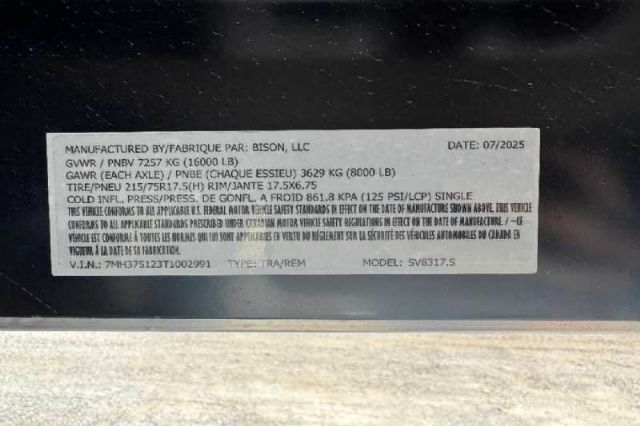 MANUFACTURED BY/FABRIQUE PAR: BISON, LLC DATE: 07/2025
GVWR / PNBV 7257 KG (16000 LB)
GAWR (EACH AXLE) / PNBE (CHAQUE ESSIEU) 3629 KG (8000 LB)
TIRE/PNEU 215/75R17.5(H) RIM/JANTE 17.5X6.75
COLD INFL. PRESS/PRESS. DE GONFL. A FROID 861.8 KPA (125 PSI/LCP) SINGLE
THIS VEHICLE CONFORMS TO ALL APPLICABLE U.S. FEDERAL MOTOR VEHICLE SAFETY STANDARDS IN EFFECT ON THE DATE OF MANUFACTURE SHOWN ABOVE. THIS VEHICLE
CONFORMS TO ALL APPLICABLE STANDARDS PRESCRIBED UNDER CANADIAN MOTOR VEHICLE SAFETY REGULATIONS IN EFFECT ON THE DATE OF MANUFACTURE. / -CE
VÉHICULE EST CONFORME À TOUTES LES NORMES QUI LUI SONT APPLICABLES EN VERTU DU RÉGLEMENT SUR LA SÉCURITÉ DES VÉHICULES AUTOMOBILES DU CANADA EN
VIGUEUR À LA DATE DE SA FABRICATION.
V.I.N.: 7MH375123T1002991 TYPE: TRA/REM MODEL: SV8317.S